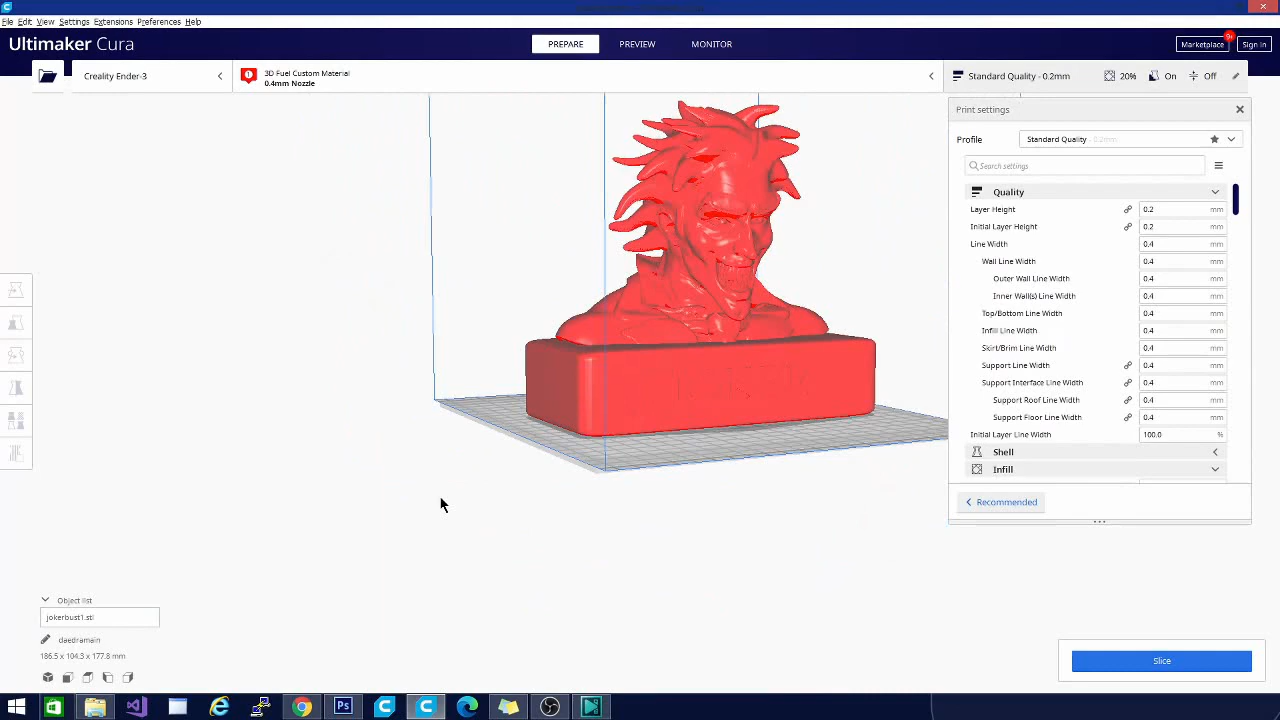 File Edit View Settings Extensions Preferences Help
Ultimaker Cura
PREPARE
PREVIEW
MONITOR
Marketplace
Sign in
Creality Ender-3
3D Fuel Custom Material
0.4mm Nozzle
Standard Quality - 0.2mm
20%
On
Off
Print settings
Profile
Standard Quality - 0.2mm
Search settings
Quality
Layer Height 0.2 mm
Initial Layer Height 0.2 mm
Line Width 0.4 mm
Wall Line Width 0.4 mm
Outer Wall Line Width 0.4 mm
Inner Wall(s) Line Width 0.4 mm
Top/Bottom Line Width 0.4 mm
Infill Line Width 0.4 mm
Skirt/Brim Line Width 0.4 mm
Support Line Width 0.4 mm
Support Interface Line Width 0.4 mm
Support Roof Line Width 0.4 mm
Support Floor Line Width 0.4 mm
Initial Layer Line Width 100.0 %
Shell
Infill
Recommended
Object list
jokerbust1.stl
daedramain
186.5 x 104.3 x 177.8 mm
Slice